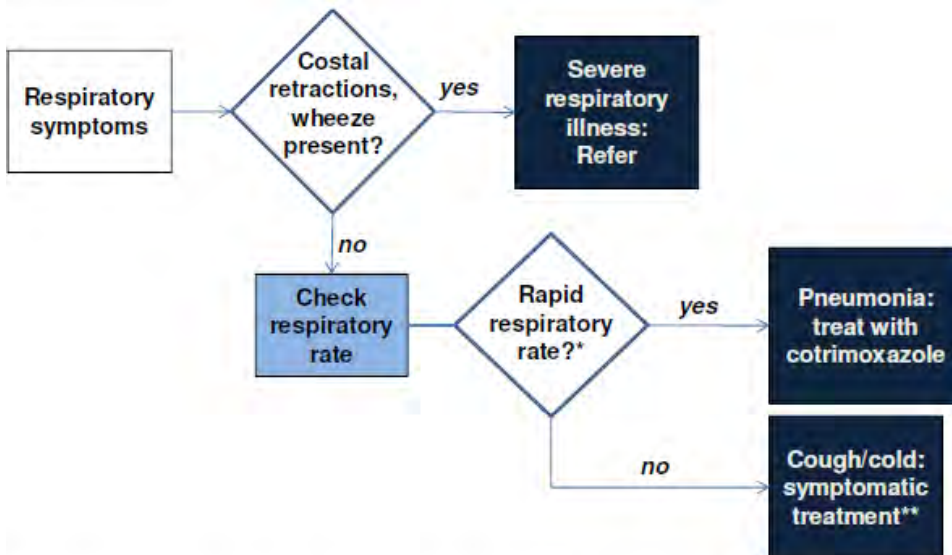 Respiratory
symptoms
Costal
retractions,
wheeze
present?
yes
Severe
respiratory
illness:
Refer
no
Check
respiratory
rate
Rapid
respiratory
rate?*
yes
Pneumonia:
treat with
cotrimoxazole
no
Cough/cold:
symptomatic
treatment**